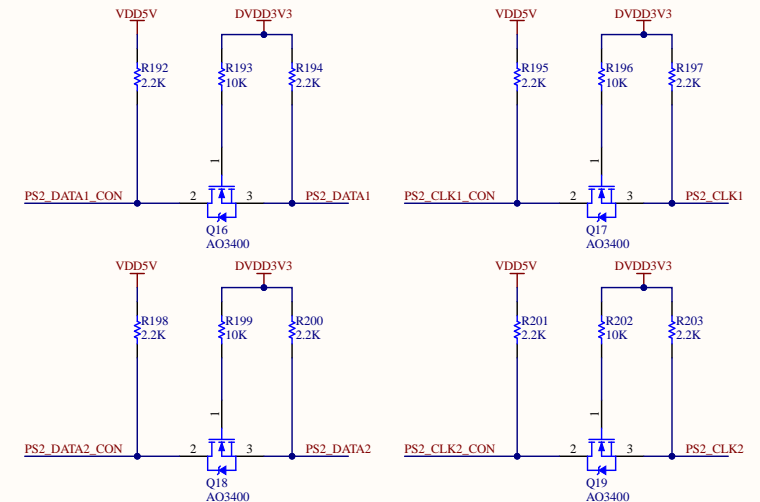 VDD5V
DVDD3V3
VDD5V
DVDD3V3
R192
2.2K
R193
10K
R194
2.2K
R195
2.2K
R196
10K
R197
2.2K
1
1
PS2_DATA1_CON
2
3
PS2_DATA1
PS2_CLK1_CON
2
3
PS2_CLK1
Q16
AO3400
Q17
AO3400
VDD5V
DVDD3V3
VDD5V
DVDD3V3
R198
2.2K
R199
10K
R200
2.2K
R201
2.2K
R202
10K
R203
2.2K
1
1
PS2_DATA2_CON
2
3
PS2_DATA2
PS2_CLK2_CON
2
3
PS2_CLK2
Q18
AO3400
Q19
AO3400